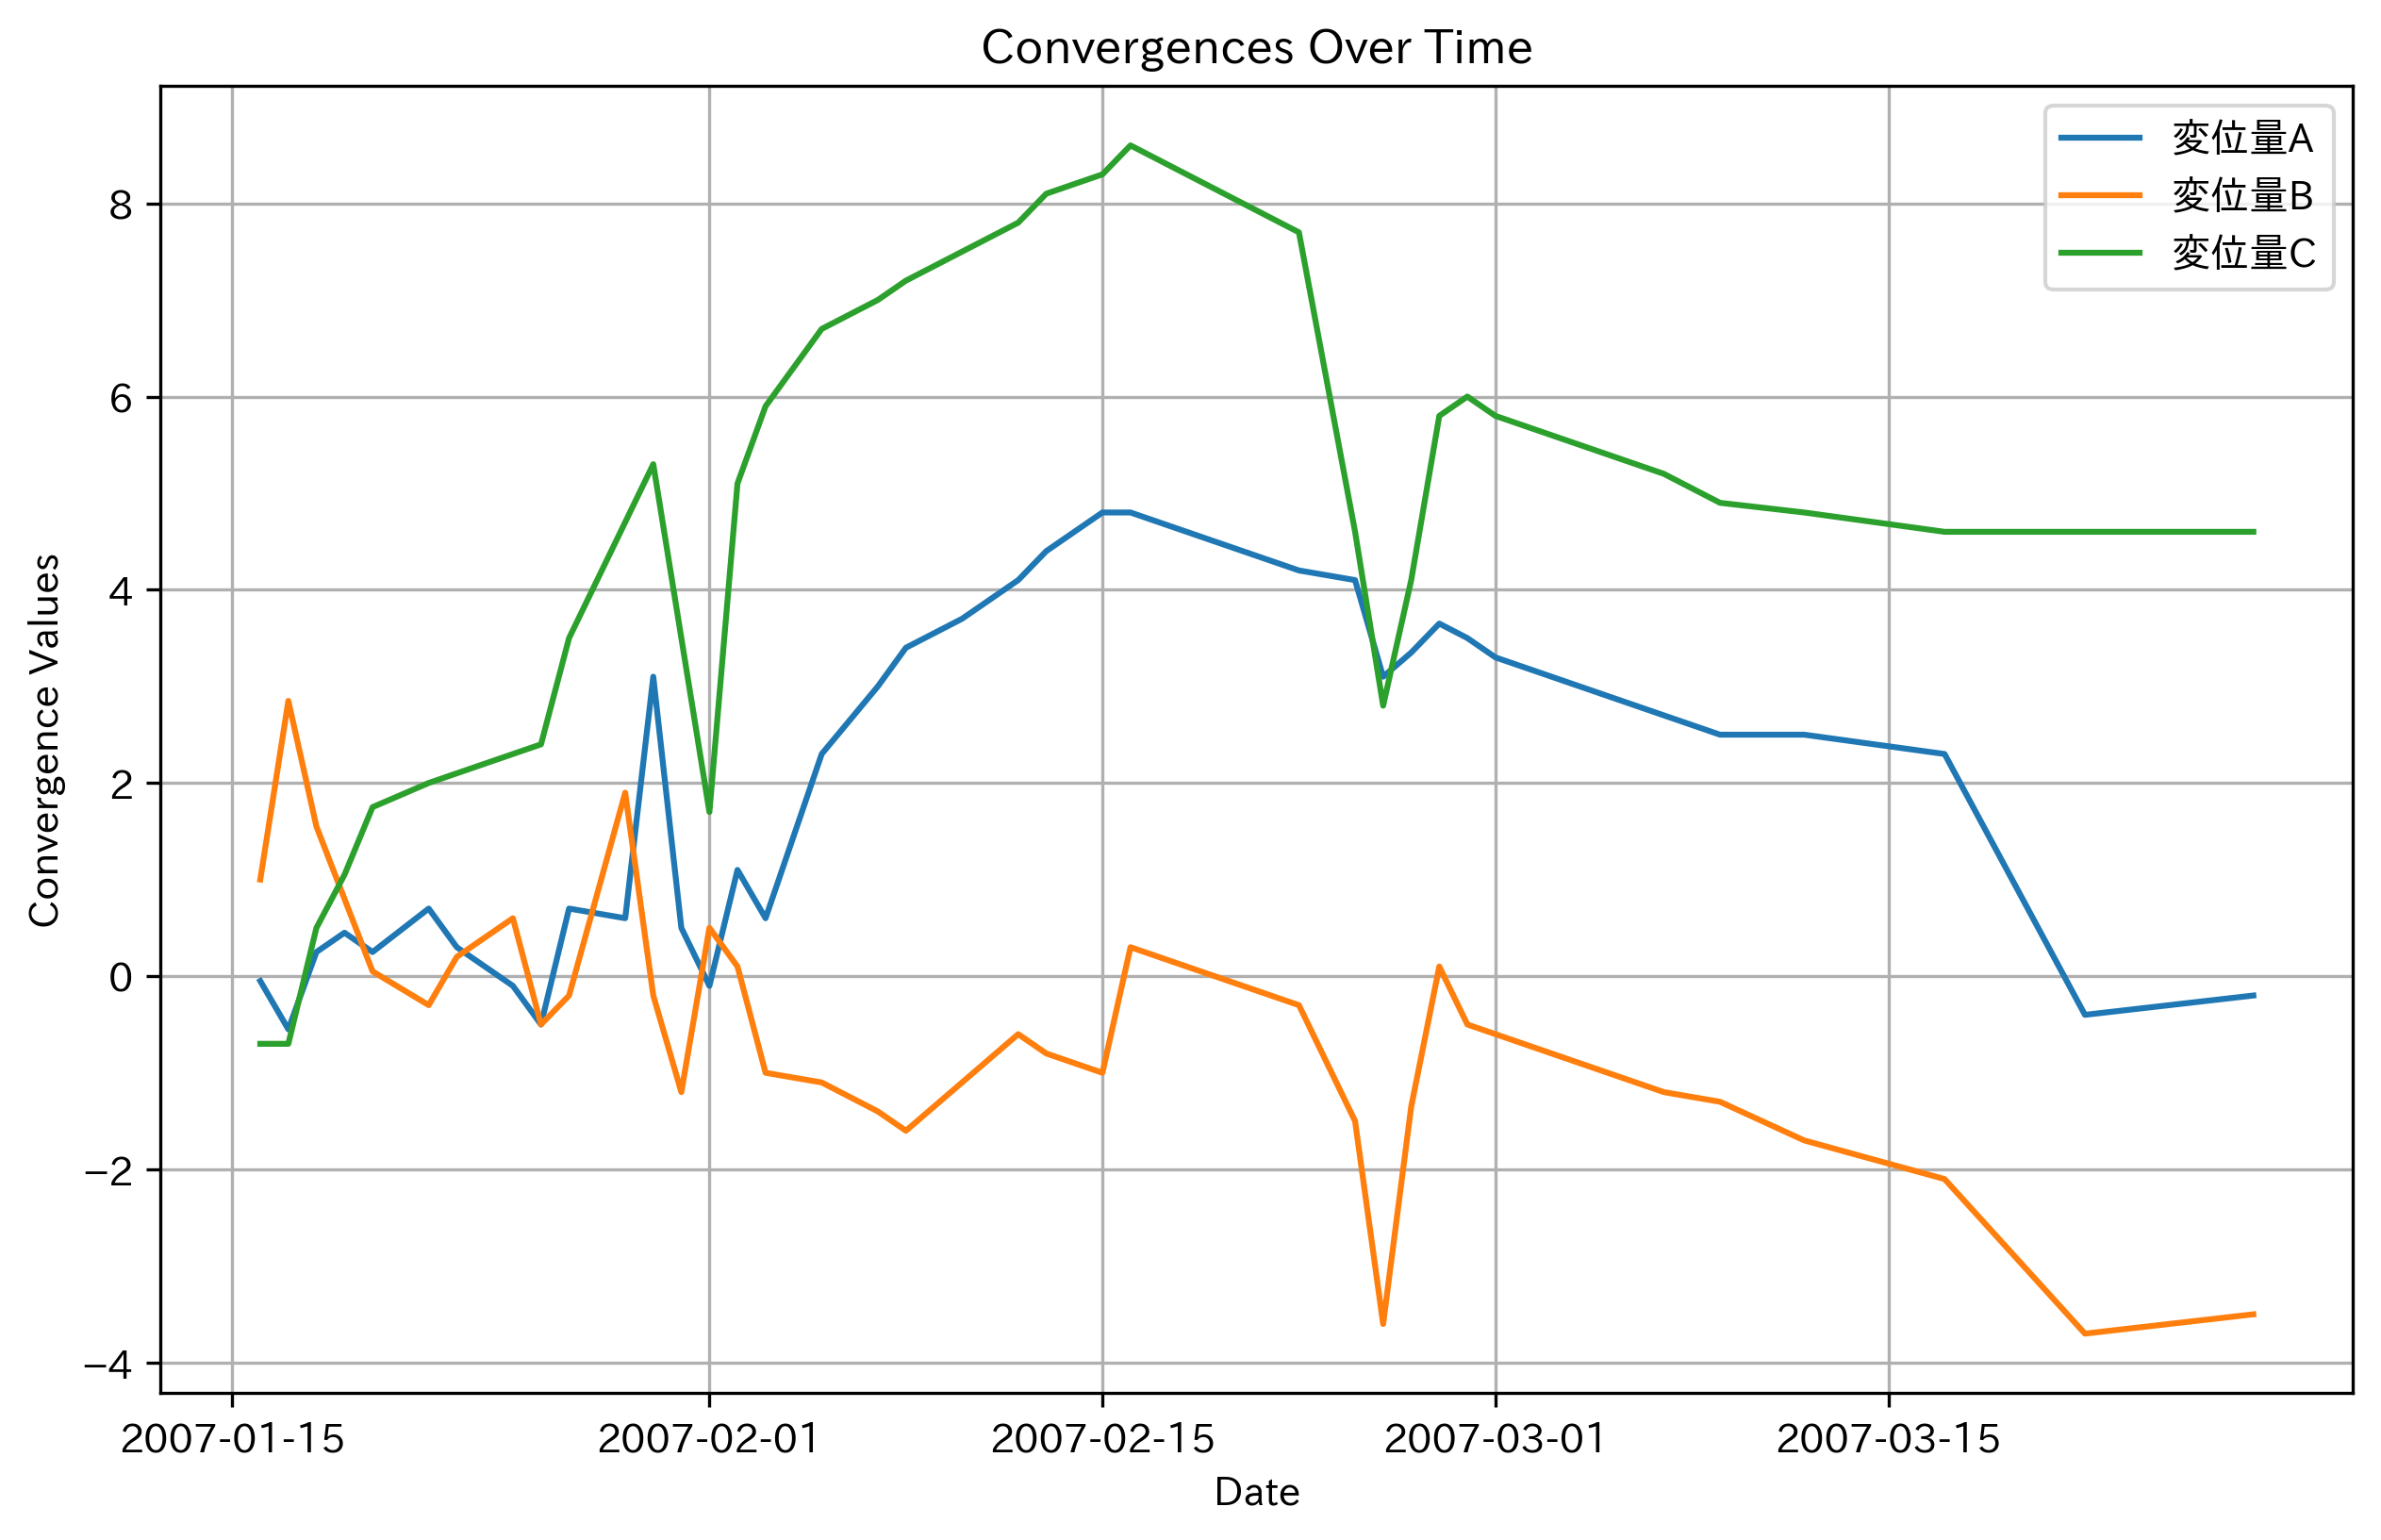 Convergences Over Time
変位量A
変位量B
変位量C
Convergence Values
8
6
4
2
0
−2
−4
2007-01-15
2007-02-01
2007-02-15
2007-03-01
2007-03-15
Date